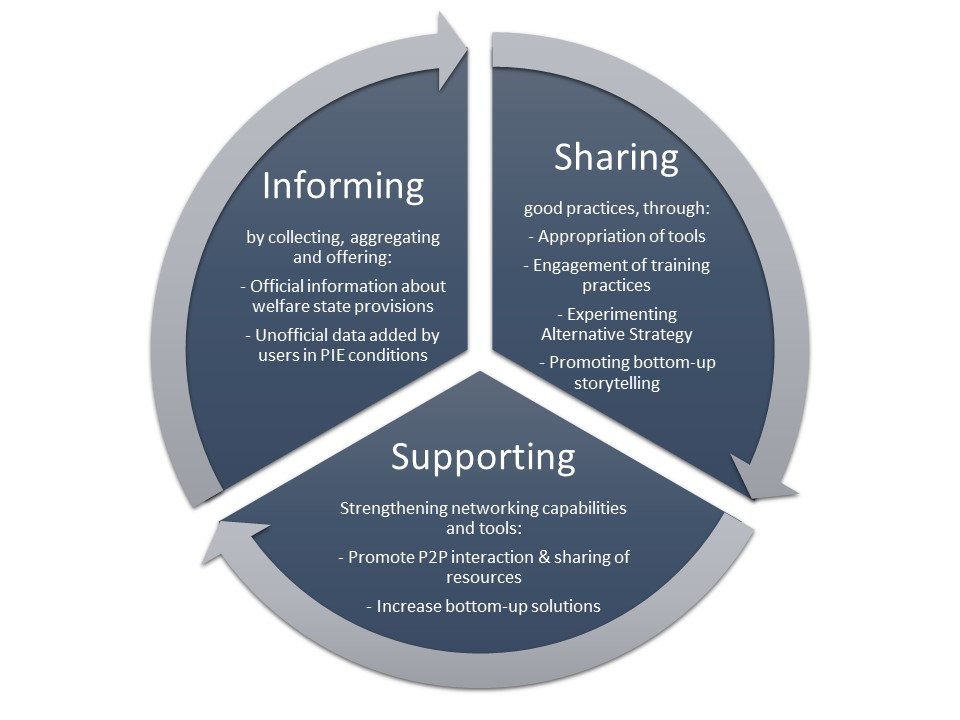 Informing
by collecting, aggregating
and offering:
- Official information about
welfare state provisions
- Unofficial data added by
users in PIE conditions
Sharing
good practices, through:
- Appropriation of tools
- Engagement of training
practices
- Experimenting
Alternative Strategy
- Promoting bottom-up
storytelling
Supporting
Strengthening networking capabilities
and tools:
- Promote P2P interaction & sharing of
resources
- Increase bottom-up solutions